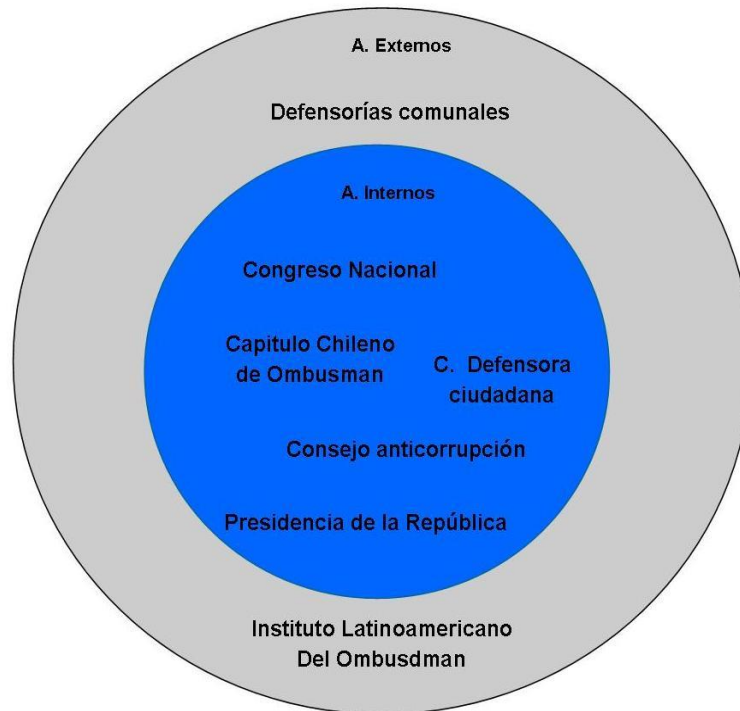 A. Externos
Defensorías comunales
A. Internos
Congreso Nacional
Capitulo Chileno
de Ombusman
C. Defensora
ciudadana
Consejo anticorrupción
Presidencia de la República
Instituto Latinoamericano
Del Ombusdman